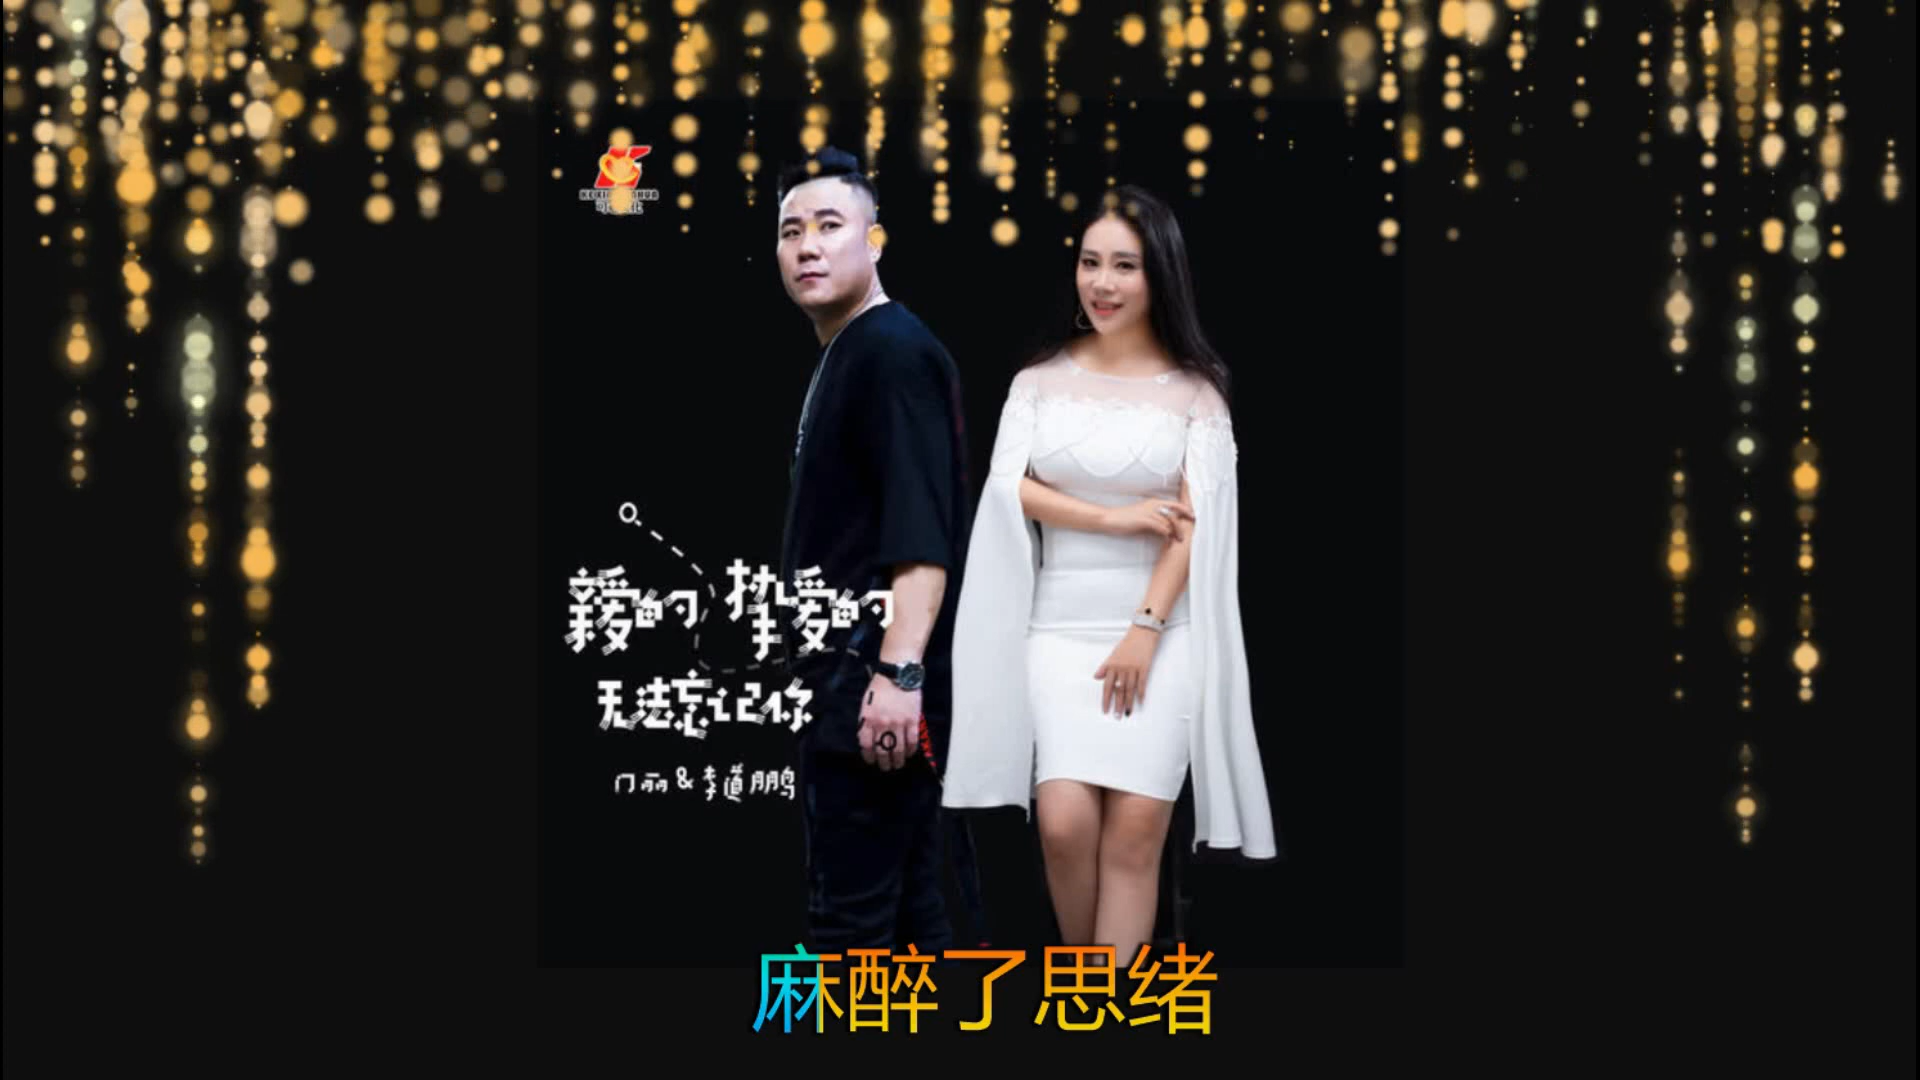 亲爱的 挚爱的
无法忘记你
门丽&李道鹏
麻醉了思绪